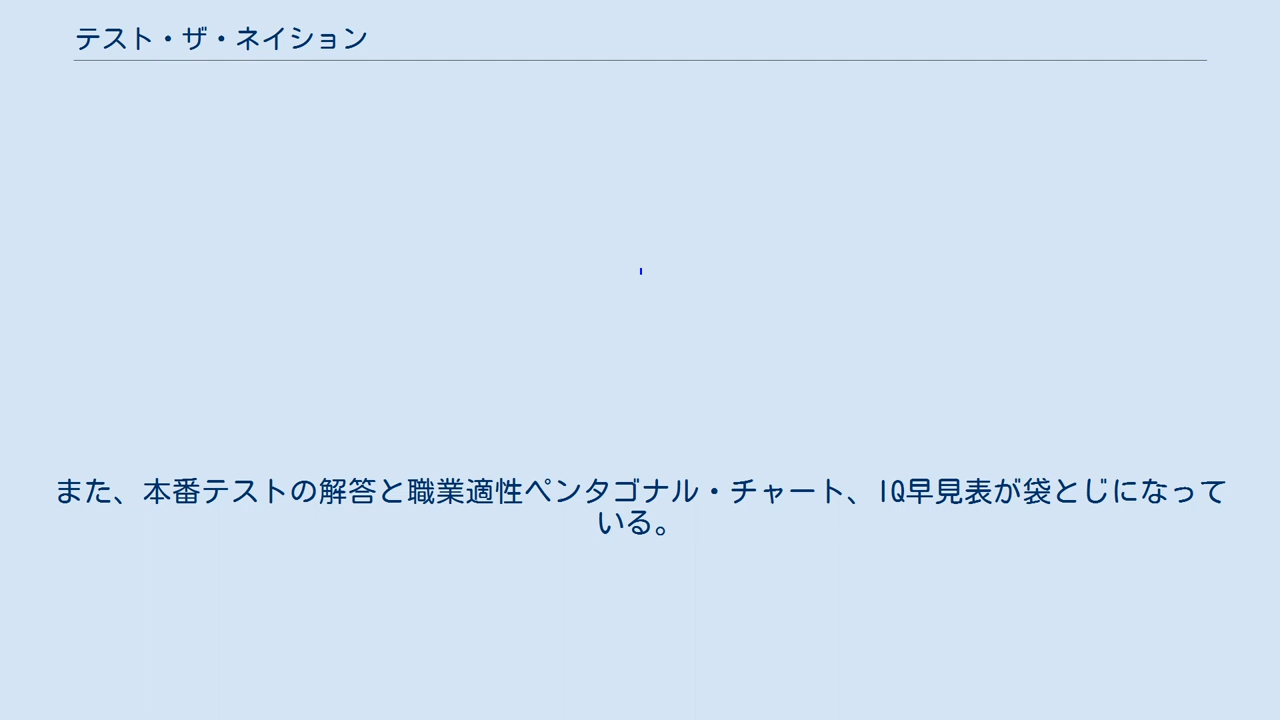 テスト・ザ・ネイション
また、本番テストの解答と職業適性ペンタゴナル・チャート、IQ早見表が袋とじになって
いる。